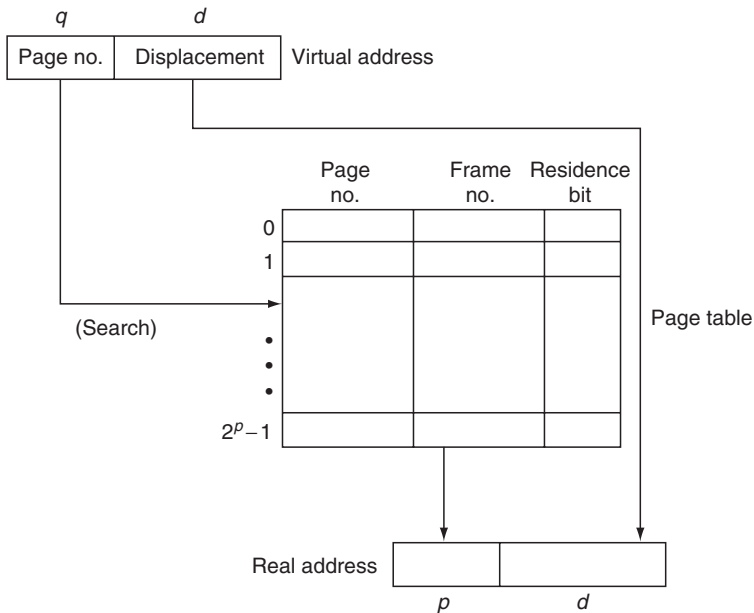 q d
Page no. Displacement Virtual address
Page no. Frame no. Residence bit
0
1
(Search)
Page table
2^p–1
Real address
p d